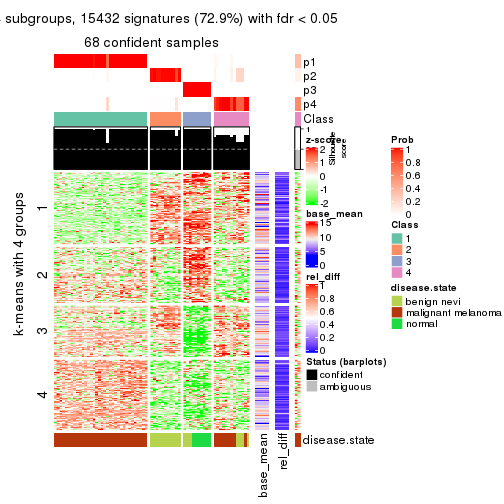 subgroups, 15432 signatures (72.9%) with fdr < 0.05
68 confident samples
p1
p2
p3
p4
Class
1
silhouette
score
z-score
2
1
0
-1
-2
base_mean
15
10
5
0
rel_diff
1
0.8
0.6
0.4
0.2
0
Status (barplots)
confident
ambiguous
Prob
1
0.8
0.6
0.4
0.2
0
Class
1
2
3
4
disease.state
benign nevi
malignant melanoma
normal
k-means with 4 groups
1
2
3
4
disease.state
base_mean
rel_diff